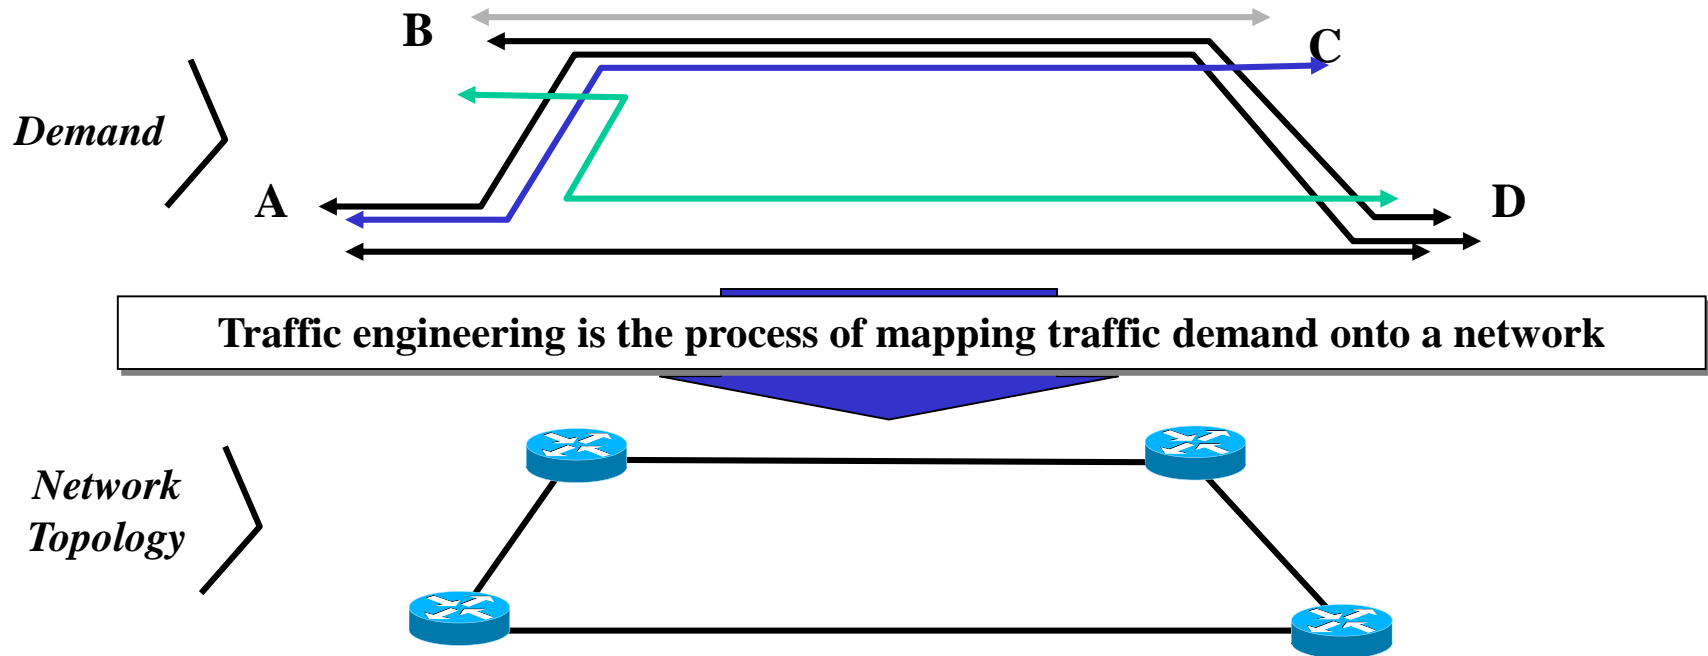 B
C
Demand
A
D
Traffic engineering is the process of mapping traffic demand onto a network
Network
Topology